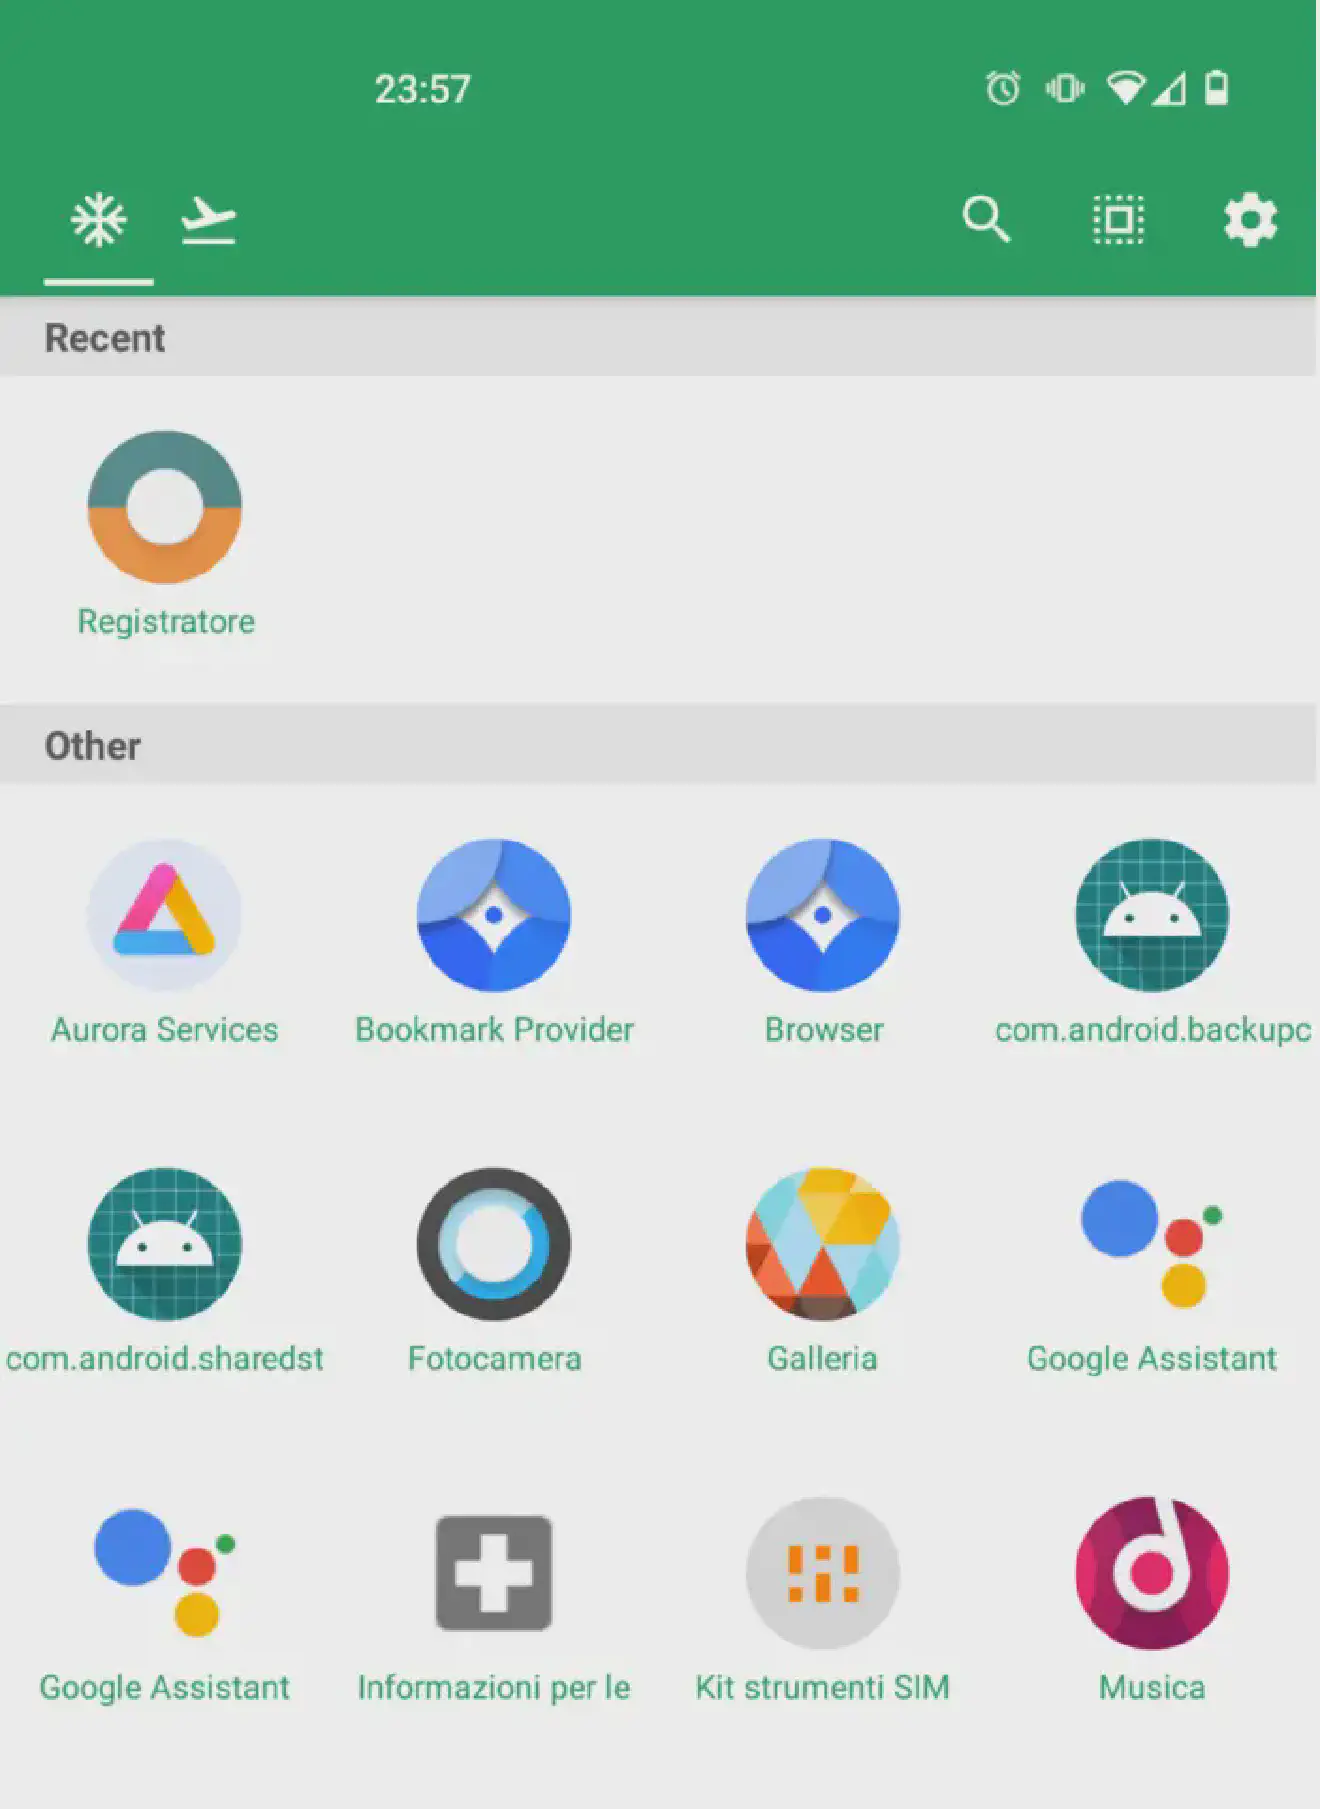 23:57
Recent
Registratore
Other
Aurora Services
Bookmark Provider
Browser
com.android.backupc
com.android.sharedst
Fotocamera
Galleria
Google Assistant
Google Assistant
Informazioni per le
Kit strumenti SIM
Musica